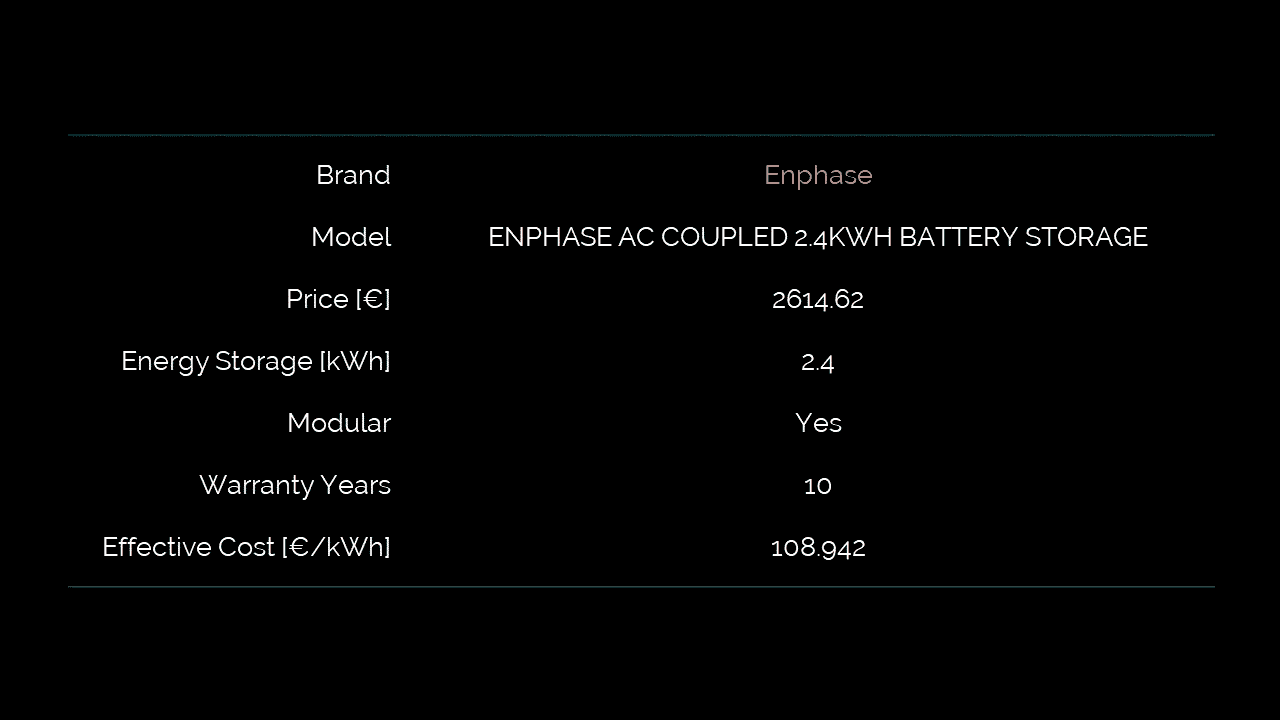 Brand Enphase
Model ENPHASE AC COUPLED 2.4KWH BATTERY STORAGE
Price [€] 2614.62
Energy Storage [kWh] 2.4
Modular Yes
Warranty Years 10
Effective Cost [€/kWh] 108.942